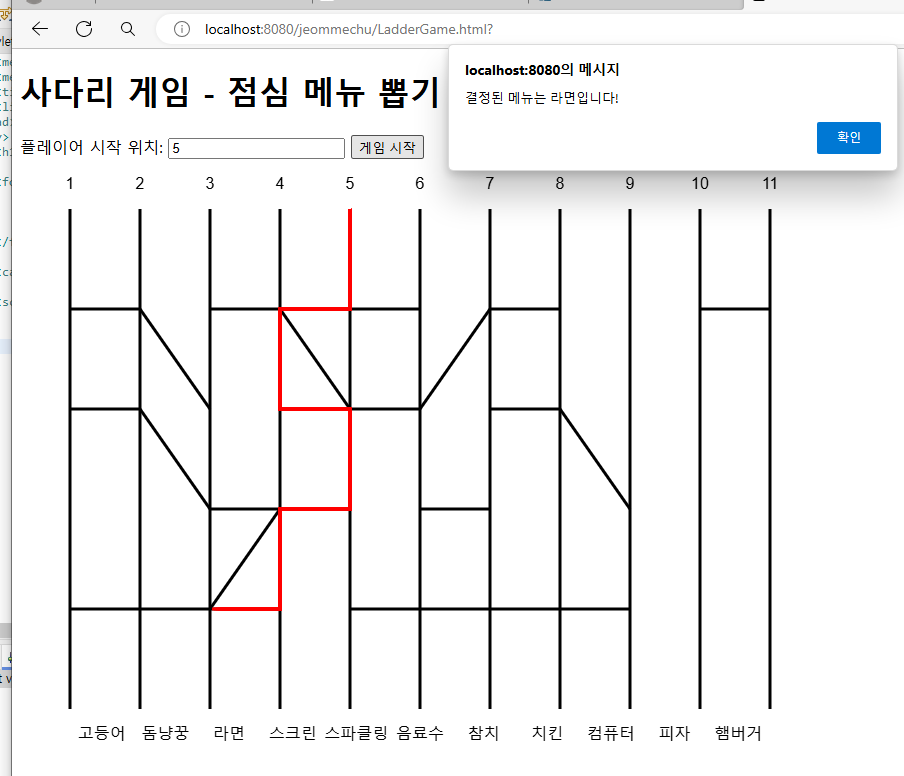 localhost:8080/jeommechu/LadderGame.html?
localhost:8080의 메시지
결정된 메뉴는 라면입니다!
확인
사다리 게임 - 점심 메뉴 뽑기
플레이어 시작 위치: 5 게임 시작
1 2 3 4 5 6 7 8 9 10 11
고등어 돔냥꿍 라면 스크린 스파클링 음료수 참치 치킨 컴퓨터 피자 햄버거